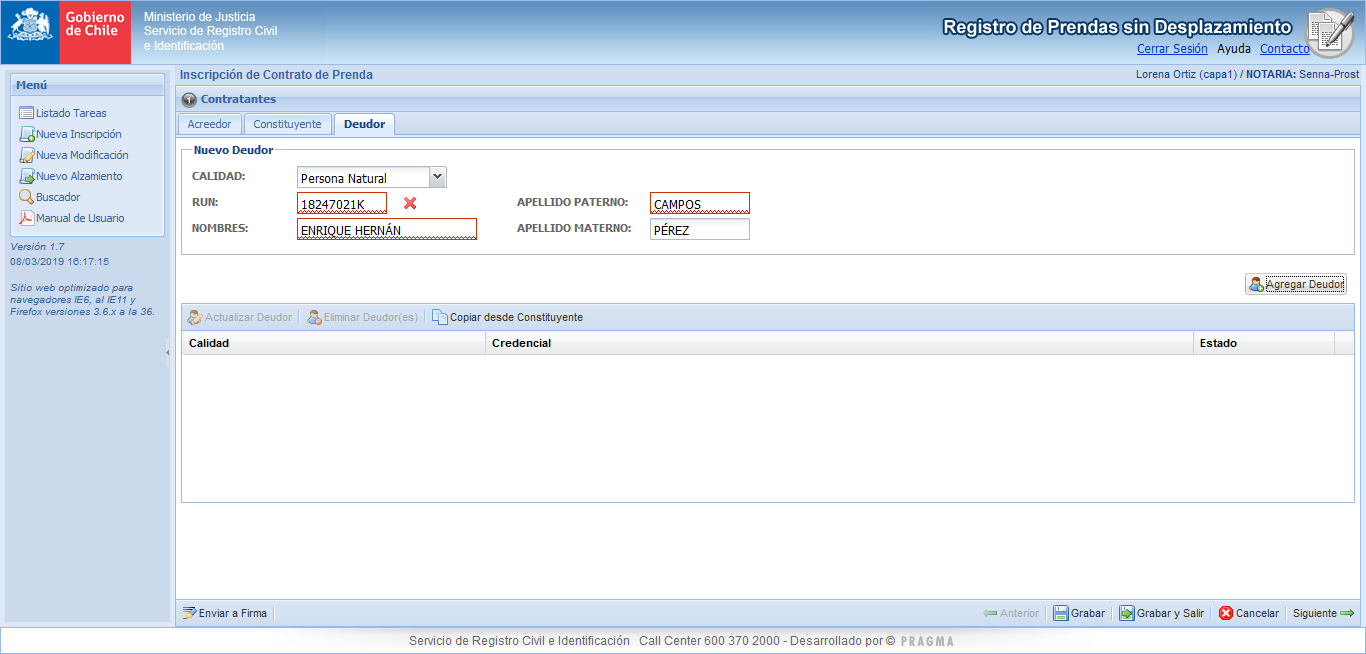 Gobierno
de Chile
Ministerio de Justicia
Servicio de Registro Civil
e Identificación
Registro de Prendas sin Desplazamiento
Cerrar Sesión Ayuda Contacto
Menú
Listado Tareas
Nueva Inscripción
Nueva Modificación
Nuevo Alzamiento
Buscador
Manual de Usuario
Versión 1.7
08/03/2019 16:17:15
Sitio web optimizado para
navegadores IE6, al IE11 y
Firefox versiones 3.6.x a la 36.
Inscripción de Contrato de Prenda
Lorena Ortiz (capa1) / NOTARIA: Senna-Prost
Contratantes
Acreedor Constituyente Deudor
Nuevo Deudor
CALIDAD: Persona Natural
RUN: 18247021K APELLIDO PATERNO: CAMPOS
NOMBRES: ENRIQUE HERNÁN APELLIDO MATERNO: PÉREZ
Agregar Deudor
Actualizar Deudor Eliminar Deudor(es) Copiar desde Constituyente
Calidad Credencial Estado
Enviar a Firma Anterior Grabar Grabar y Salir Cancelar Siguiente
Servicio de Registro Civil e Identificación Call Center 600 370 2000 - Desarrollado por © PRAGMA